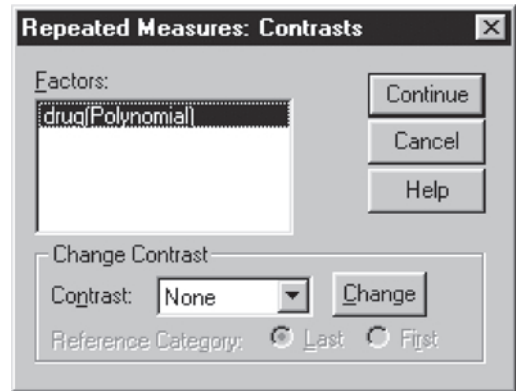 Repeated Measures: Contrasts
Factors:
drug(Polynomial)
Continue
Cancel
Help
Change Contrast
Contrast: None Change
Reference Category: Last First